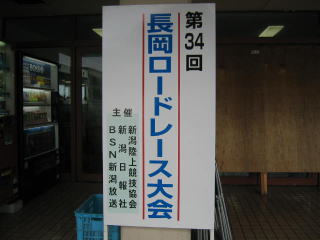 第34回
長岡ロードレース大会
主催
新潟陸上競技協会
新潟日報社
BSN新潟放送